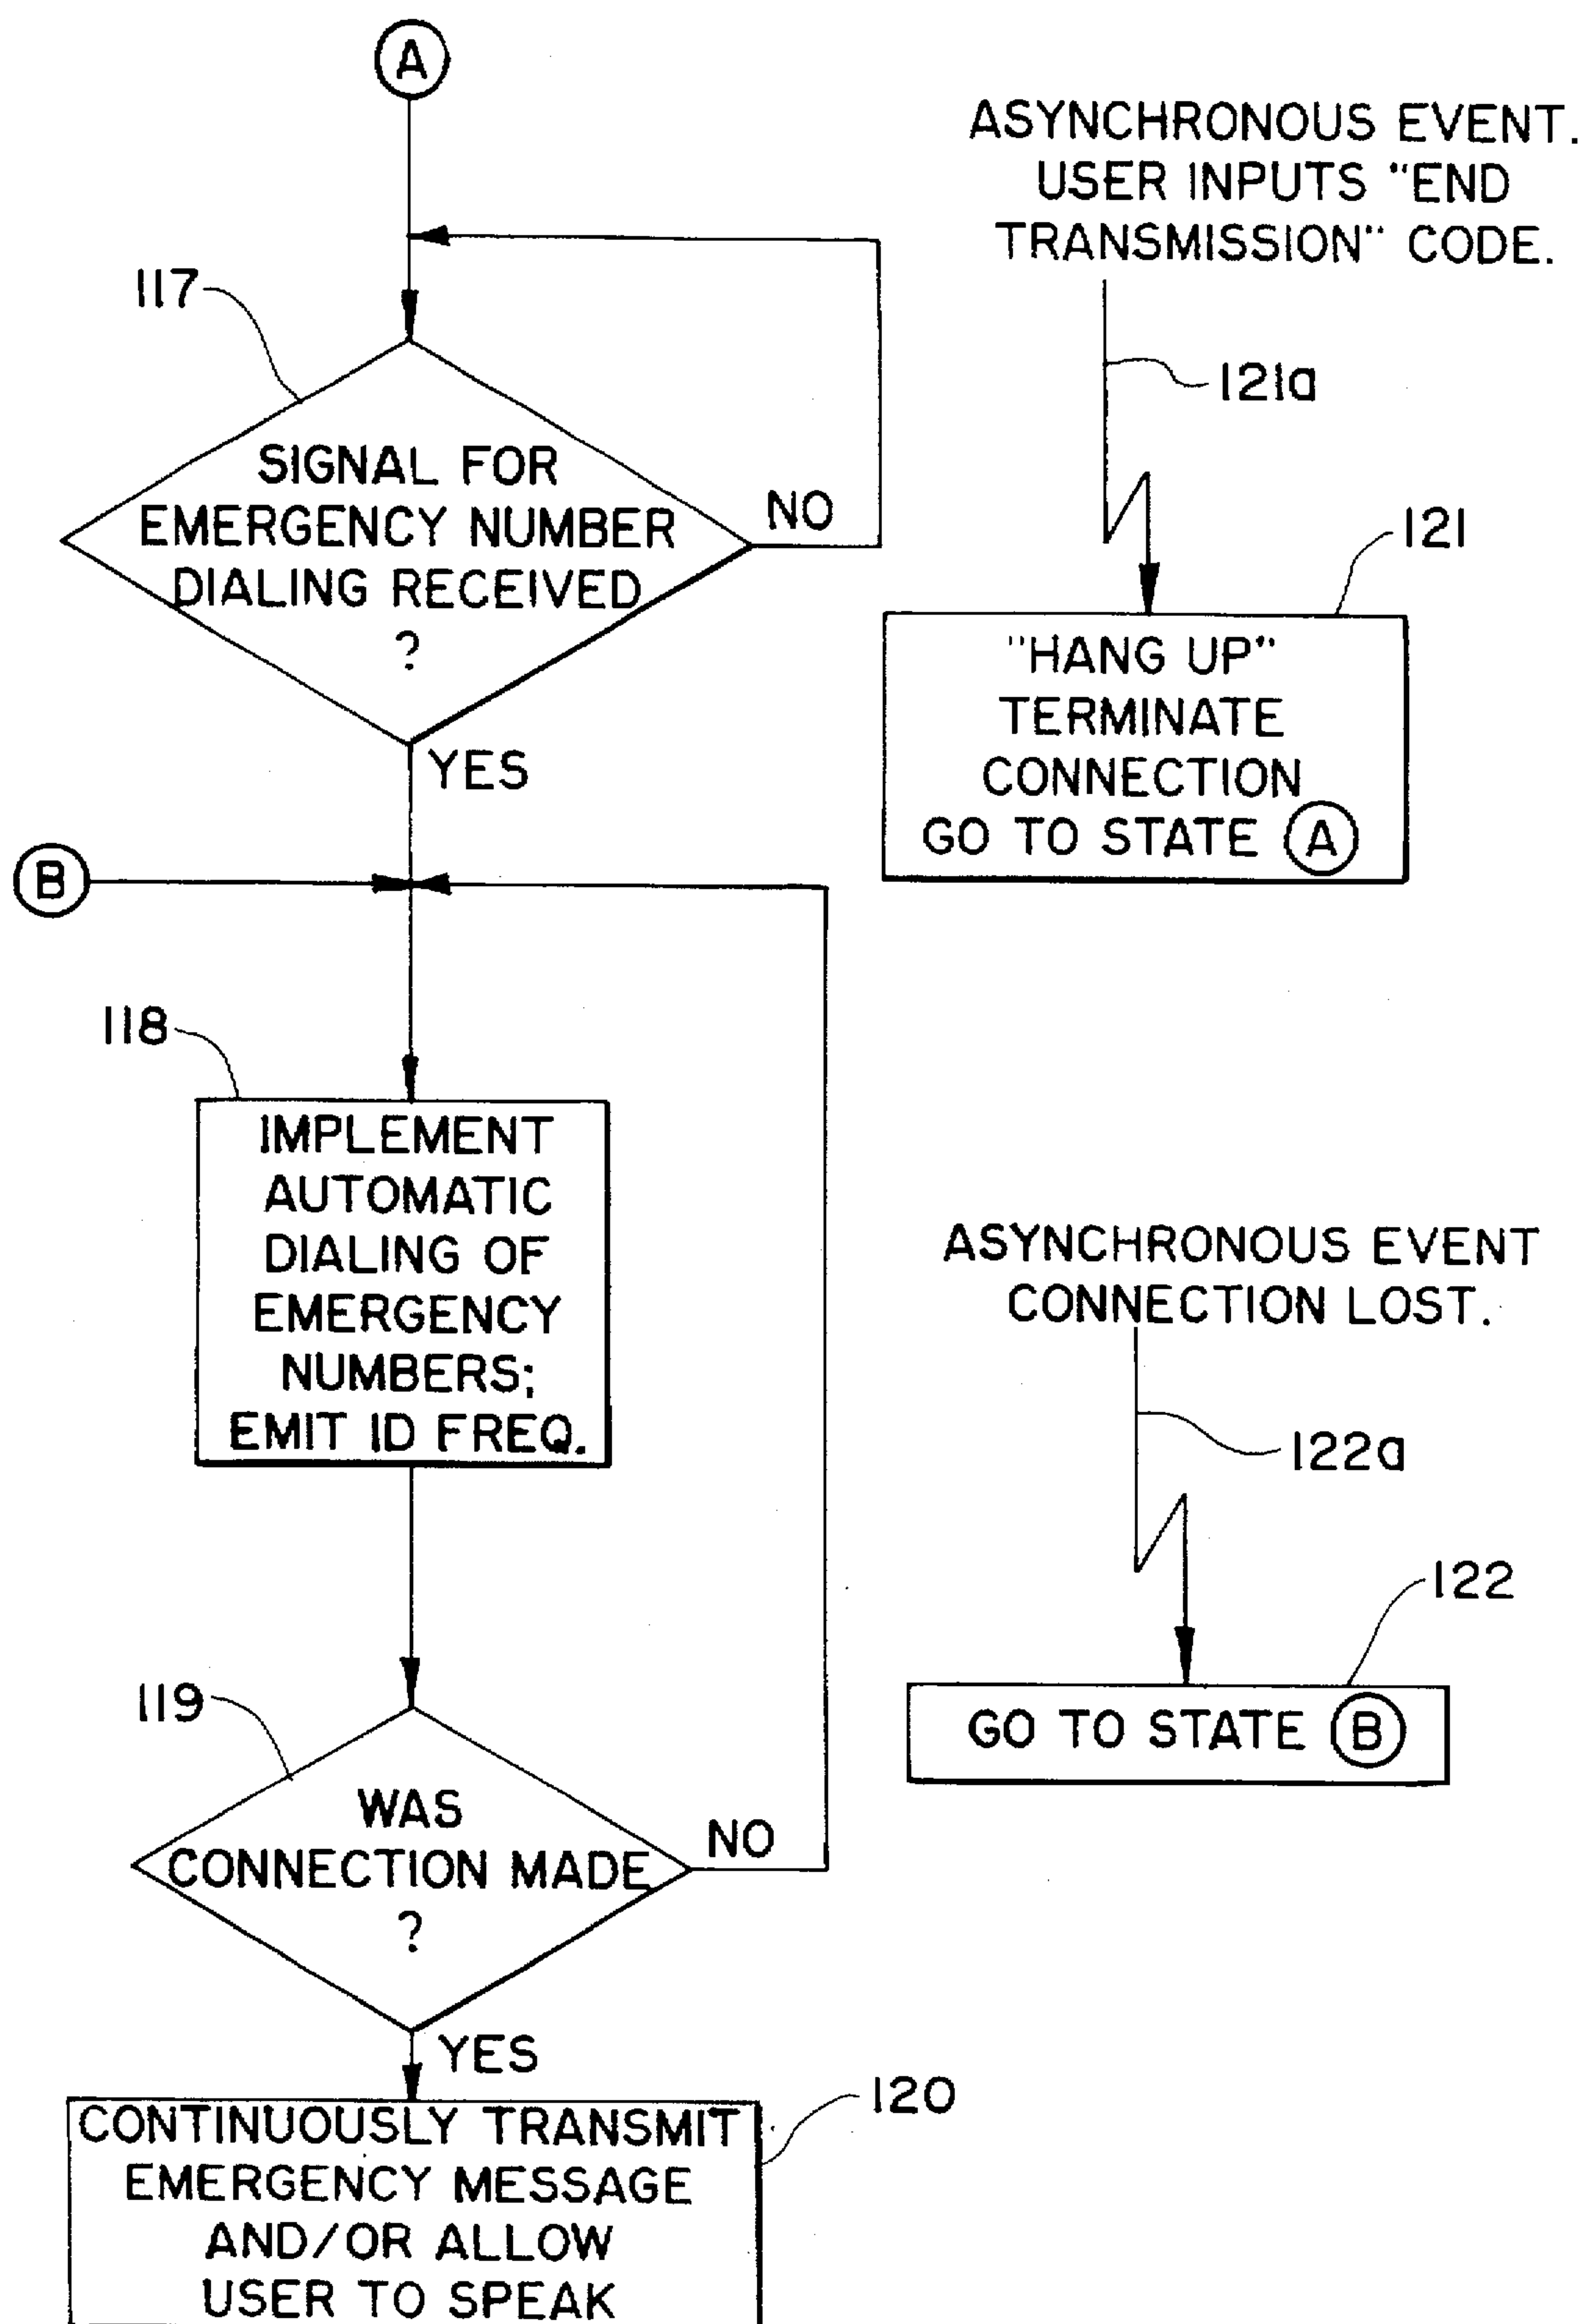 A
117
SIGNAL FOR
EMERGENCY NUMBER
DIALING RECEIVED
?
NO
YES
B
118
IMPLEMENT
AUTOMATIC
DIALING OF
EMERGENCY
NUMBERS;
EMIT ID FREQ.
119
WAS
CONNECTION MADE
?
NO
YES
120
CONTINUOUSLY TRANSMIT
EMERGENCY MESSAGE
AND/OR ALLOW
USER TO SPEAK
ASYNCHRONOUS EVENT.
USER INPUTS "END
TRANSMISSION" CODE.
121a
121
"HANG UP"
TERMINATE
CONNECTION
GO TO STATE A
ASYNCHRONOUS EVENT
CONNECTION LOST.
122a
122
GO TO STATE B